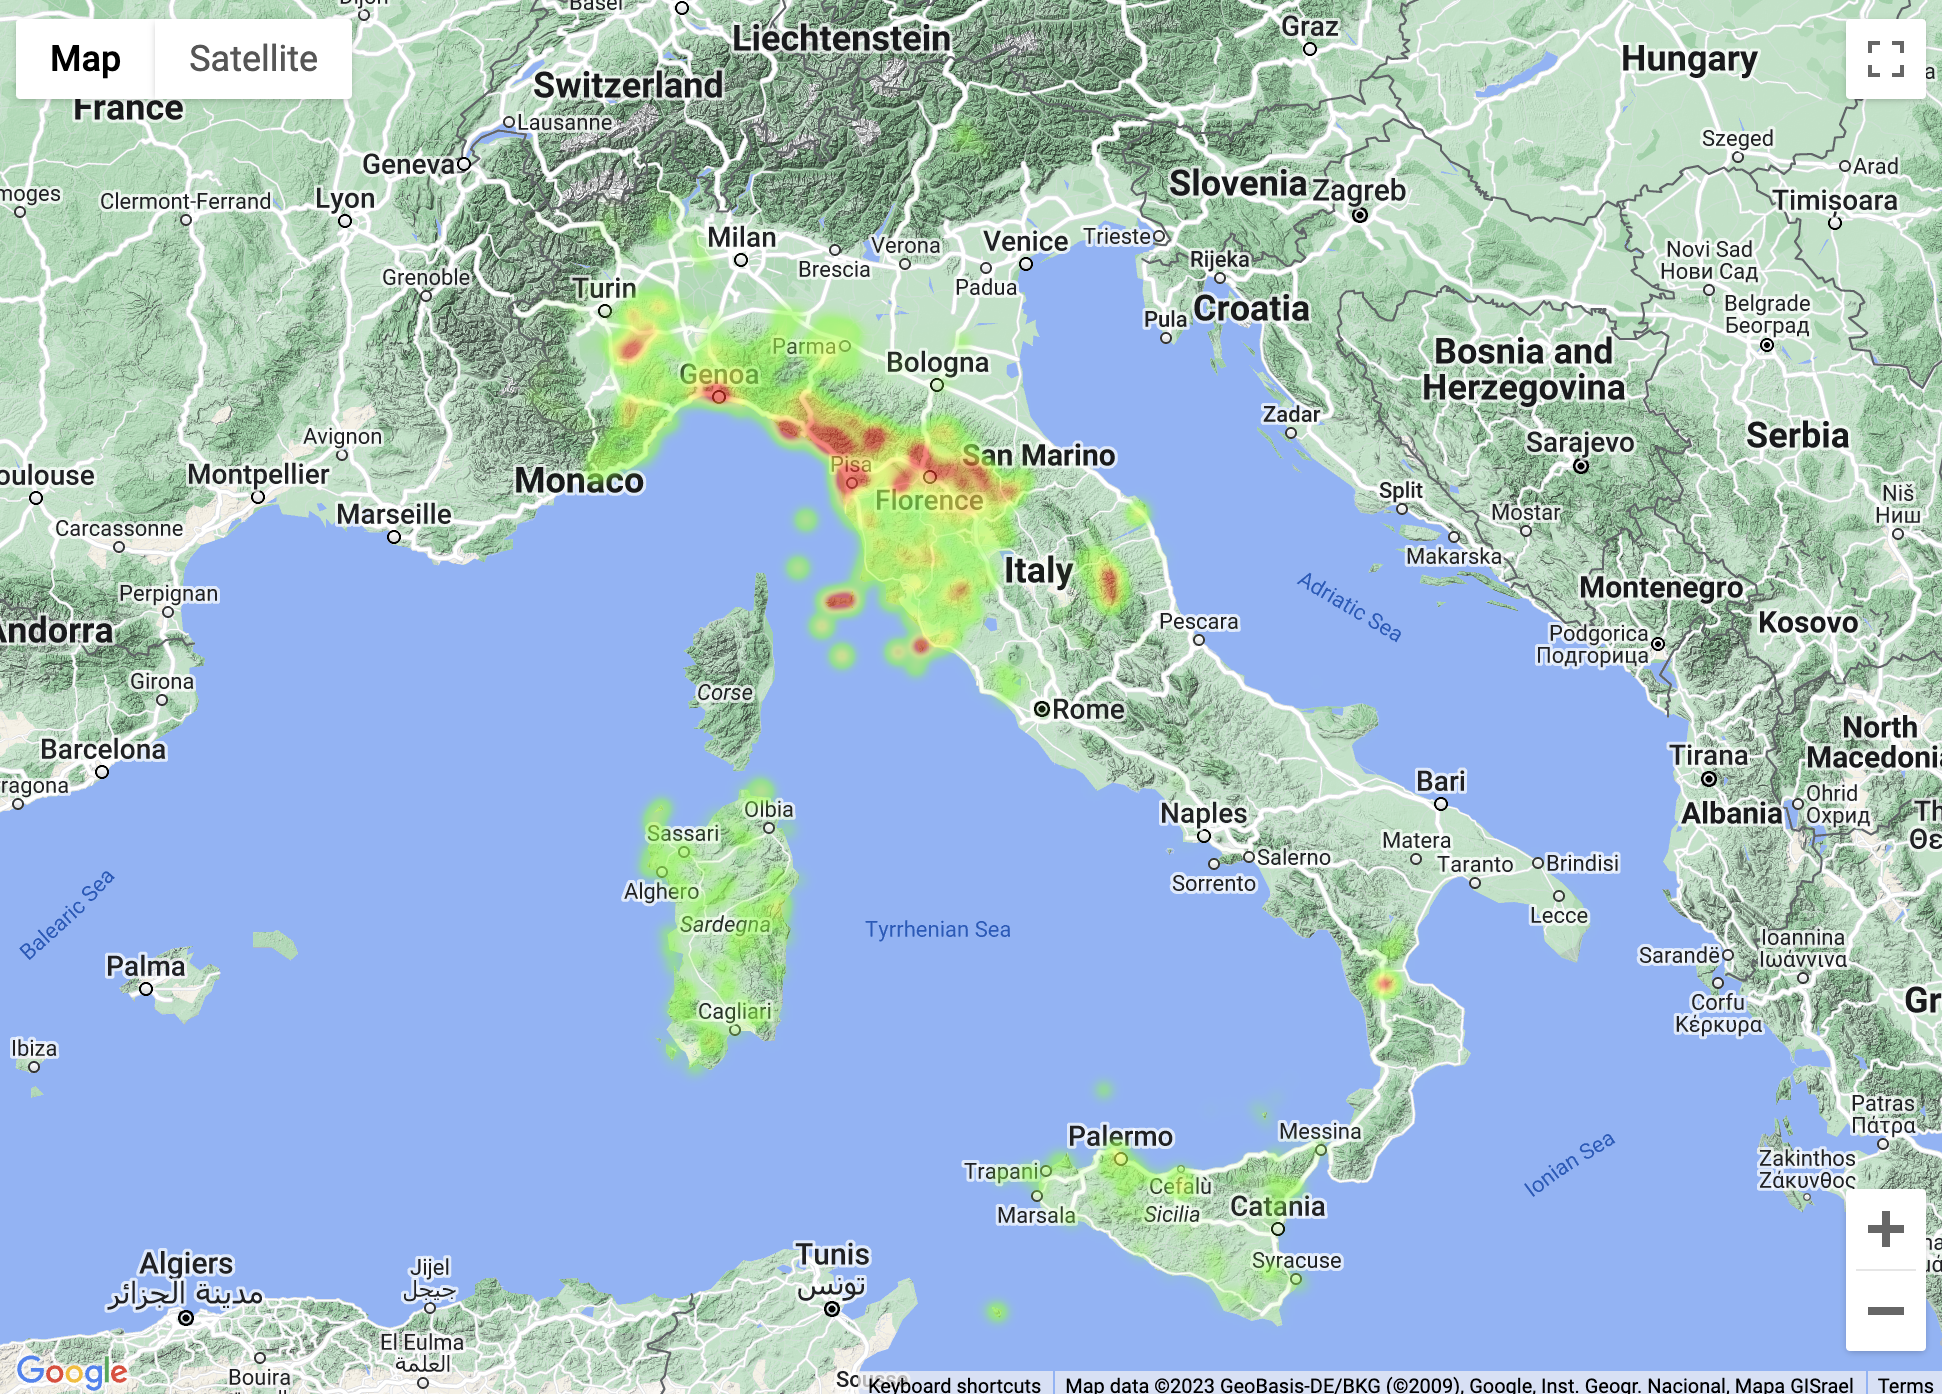 Map
Satellite
France
Basel
Liechtenstein
Graz
Hungary
Switzerland
Lausanne
Szeged
Geneva
Arad
Slovenia
Zagreb
Clermont-Ferrand
Lyon
Timișoara
Milan
Verona
Venice
Trieste
Brescia
Rijeka
Novi Sad
Нови Сад
Grenoble
Turin
Padua
Croatia
Belgrade
Београд
Pula
Parma
Bologna
Bosnia and
Herzegovina
Genoa
Zadar
Avignon
Sarajevo
Serbia
San Marino
Pisa
Montpellier
Monaco
Split
Niš
Ниш
Florence
Marseille
Mostar
Carcassonne
Makarska
Italy
Adriatic Sea
Montenegro
Perpignan
Andorra
Pescara
Kosovo
Podgorica
Подгорица
Girona
Corse
Rome
North
Macedonia
Barcelona
Tirana
Bari
Ohrid
Охрид
Olbia
Naples
Albania
Sassari
Matera
Salerno
Taranto
Brindisi
Sorrento
Alghero
Lecce
Balearic Sea
Sardegna
Tyrrhenian Sea
Ioannina
Ιωάννινα
Sarandë
Palma
Corfu
Κέρκυρα
Cagliari
Ibiza
Patras
Πάτρα
Palermo
Messina
Ionian Sea
Trapani
Zakinthos
Ζάκυνθος
Cefalù
Marsala
Sicilia
Catania
Algiers
مدينة الجزائر
Jijel
جيجل
Tunis
تونس
Syracuse
El Eulma
العلمة
Google
Bouira
Keyboard shortcuts
Map data ©2023 GeoBasis-DE/BKG (©2009), Google, Inst. Geogr. Nacional, Mapa GISrael
Terms